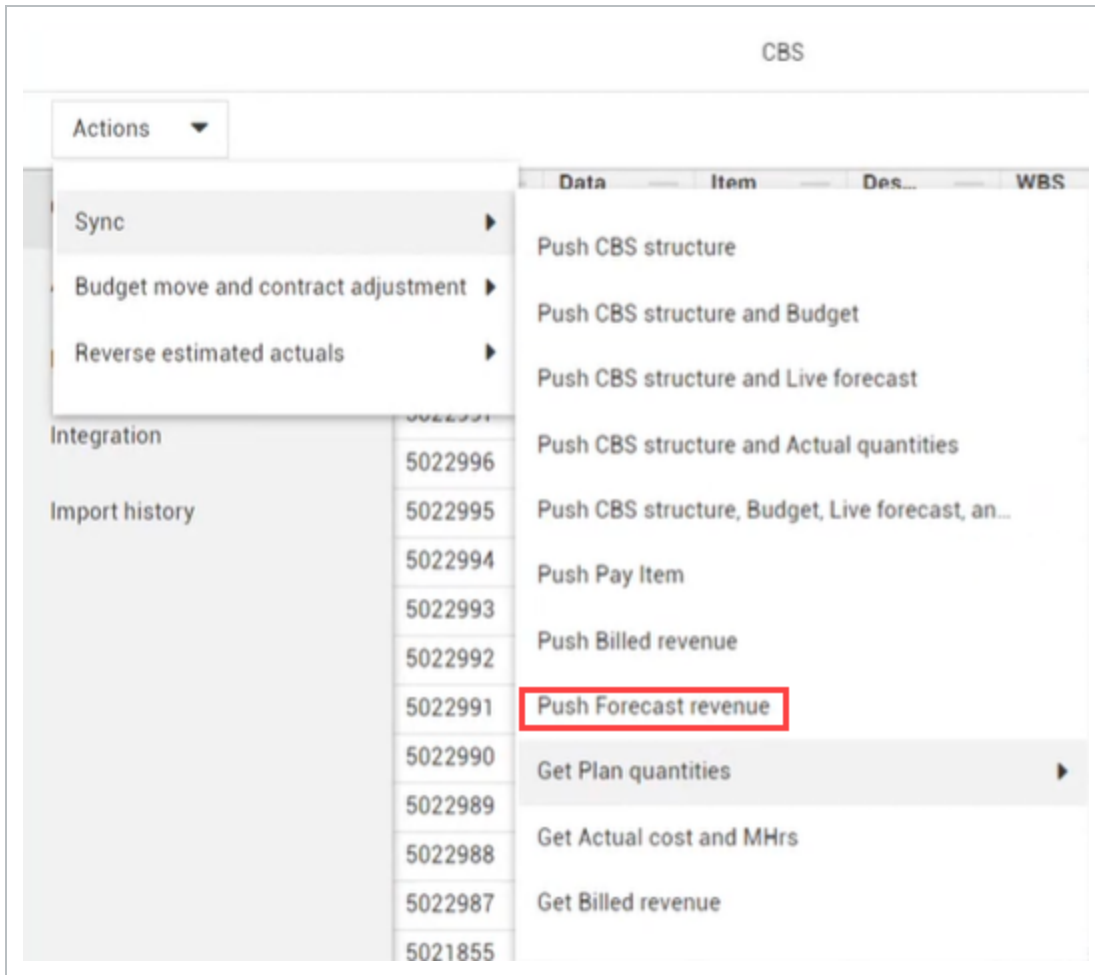 CBS
Actions
Data Item Des... WBS
Sync
Budget move and contract adjustment
Reverse estimated actuals
Integration
Import history
Push CBS structure
Push CBS structure and Budget
Push CBS structure and Live forecast
Push CBS structure and Actual quantities
Push CBS structure, Budget, Live forecast, an...
Push Pay Item
Push Billed revenue
Push Forecast revenue
Get Plan quantities
Get Actual cost and MHrs
Get Billed revenue
5022996
5022995
5022994
5022993
5022992
5022991
5022990
5022989
5022988
5022987
5021855